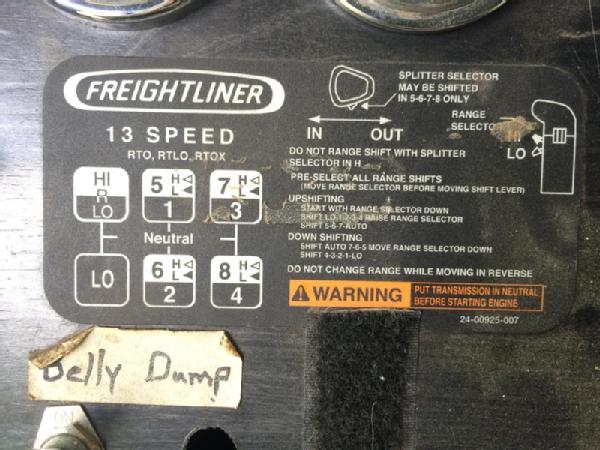 FREIGHTLINER
13 SPEED
RTO, RTLO, RTOX
SPLITTER SELECTOR
MAY BE SHIFTED
IN 5-6-7-8 ONLY
IN OUT
RANGE
SELECTOR
HI
LO
DO NOT RANGE SHIFT WITH SPLITTER
SELECTOR IN H
PRE-SELECT ALL RANGE SHIFTS
(MOVE RANGE SELECTOR BEFORE MOVING SHIFT LEVER)
UPSHIFTING
START WITH RANGE SELECTOR DOWN
SHIFT LO-1-2-3-4 RAISE RANGE SELECTOR
SHIFT 5-6-7-AUTO
DOWN SHIFTING
SHIFT AUTO 7-6-5 MOVE RANGE SELECTOR DOWN
SHIFT 4-3-2-1-LO
DO NOT CHANGE RANGE WHILE MOVING IN REVERSE
HI
R
LO
5 H L
1
7 H L
3
Neutral
LO
6 H L
2
8 H L
4
WARNING
PUT TRANSMISSION IN NEUTRAL
BEFORE STARTING ENGINE
24-00925-007
Belly Dump
ON